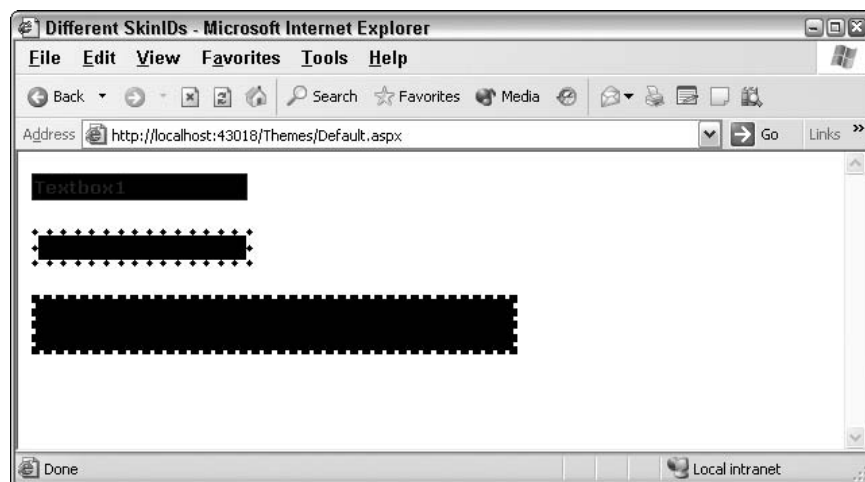 Different SkinIDs - Microsoft Internet Explorer
File Edit View Favorites Tools Help
Back Search Favorites Media
Address http://localhost:43018/Themes/Default.aspx Go Links »
Textbox1
Done Local intranet